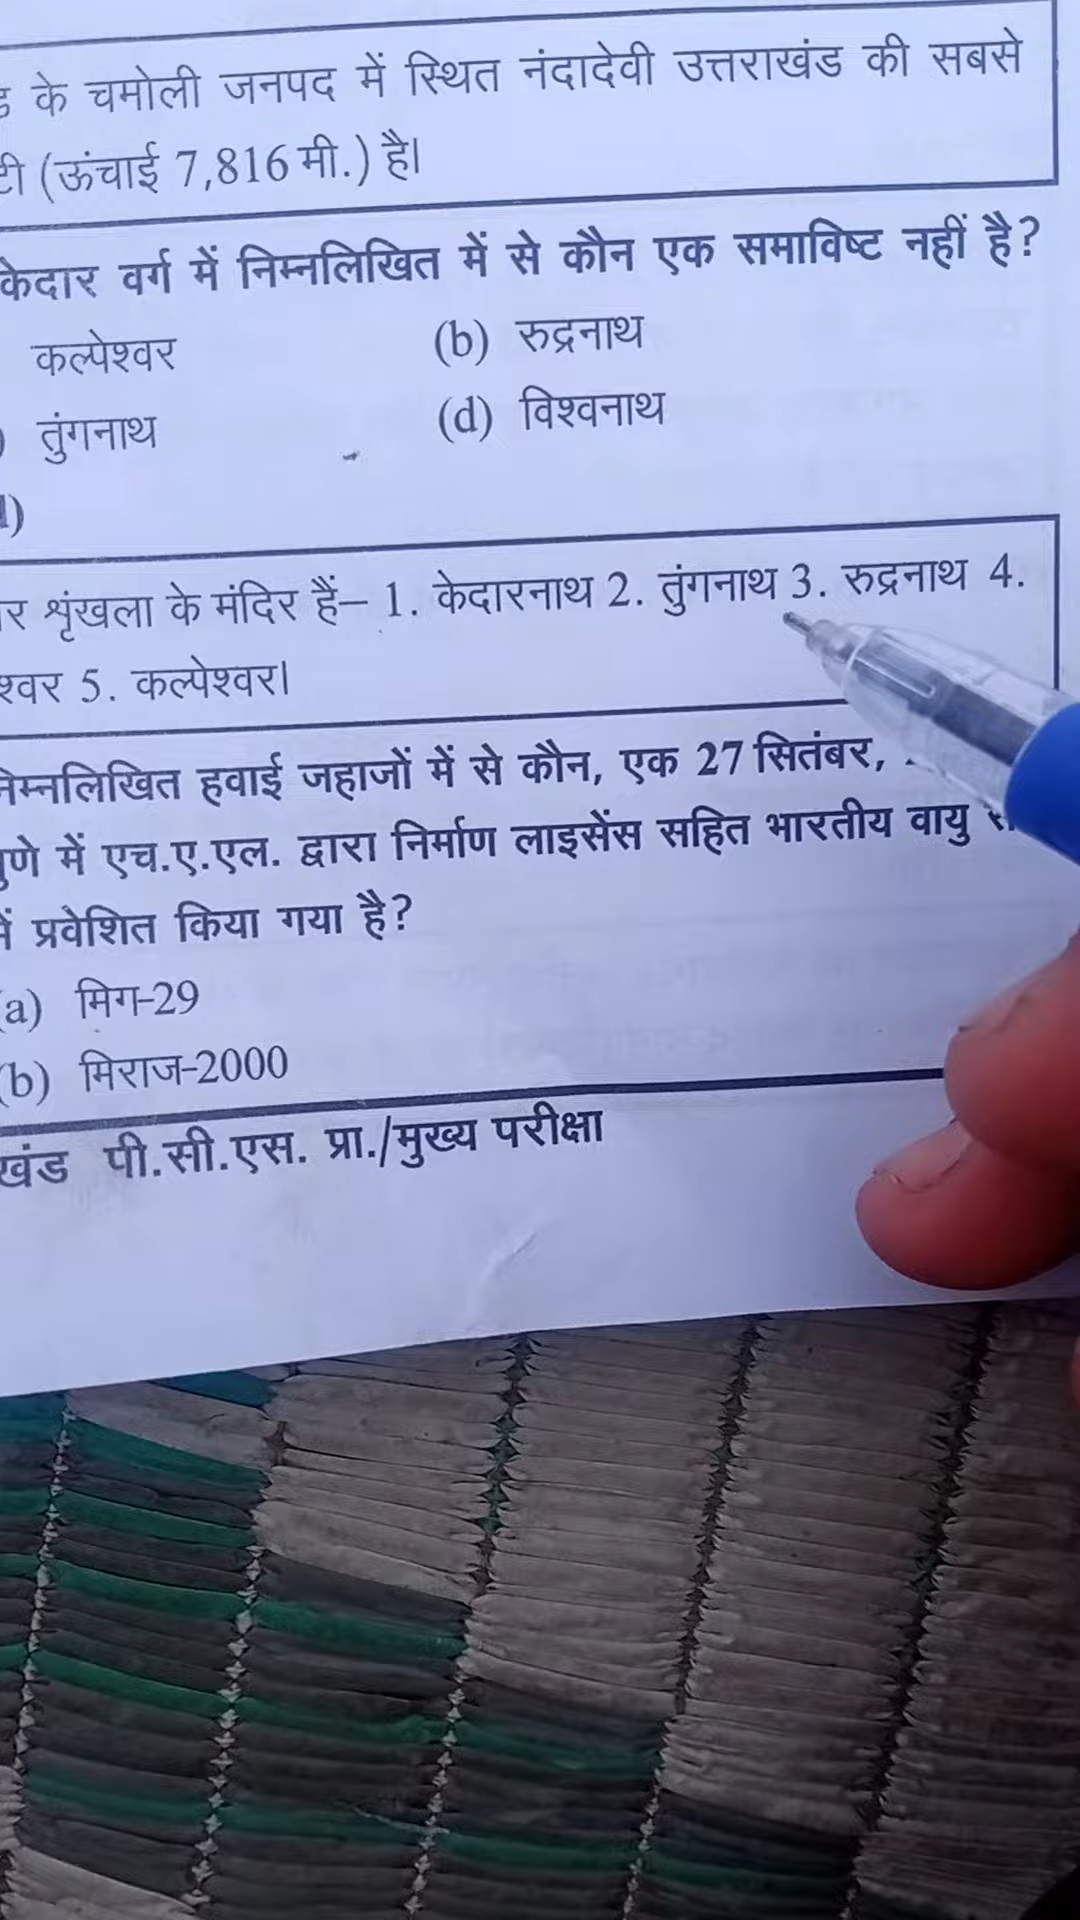 के चमोली जनपद में स्थित नंदादेवी उत्तराखंड की सबसे
(ऊंचाई 7,816 मी.) है।
केदार वर्ग में निम्नलिखित में से कौन एक समाविष्ट नहीं है?
कल्पेश्वर (b) रुद्रनाथ
तुंगनाथ (d) विश्वनाथ
शृंखला के मंदिर हैं– 1. केदारनाथ 2. तुंगनाथ 3. रुद्रनाथ 4.
5. कल्पेश्वर।
निम्नलिखित हवाई जहाजों में से कौन, एक 27 सितंबर,
में एच.ए.एल. द्वारा निर्माण लाइसेंस सहित भारतीय वायु
में प्रवेशित किया गया है?
(a) मिग-29
(b) मिराज-2000
पी.सी.एस. प्रा./मुख्य परीक्षा